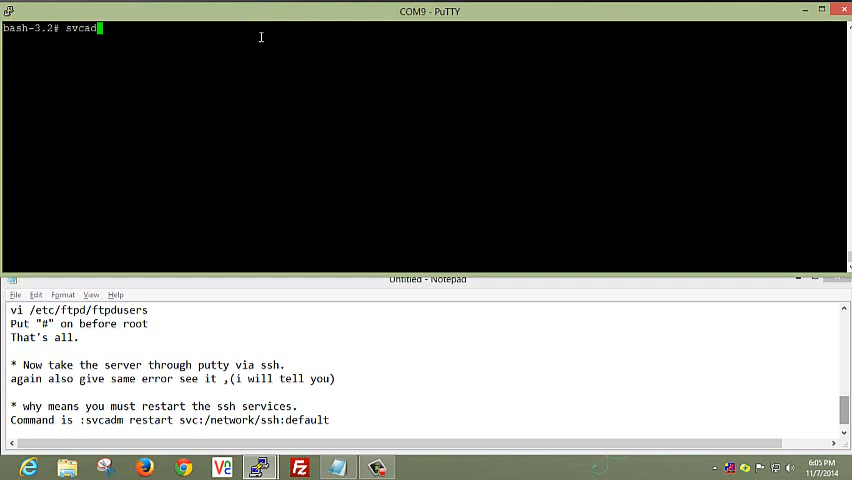 COM9 - PuTTY
bash-3.2# svcad
Untitled - Notepad
File Edit Format View Help
vi /etc/ftpd/ftpdusers
Put "#" on before root
That's all.
* Now take the server through putty via ssh.
again also give same error see it ,(i will tell you)
* why means you must restart the ssh services.
Command is :svcadm restart svc:/network/ssh:default
6:05 PM
11/7/2014